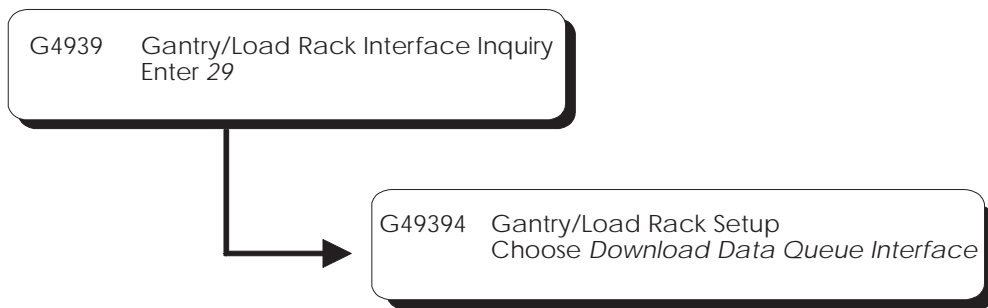 G4939 Gantry/Load Rack Interface Inquiry
Enter 29
G49394 Gantry/Load Rack Setup
Choose Download Data Queue Interface